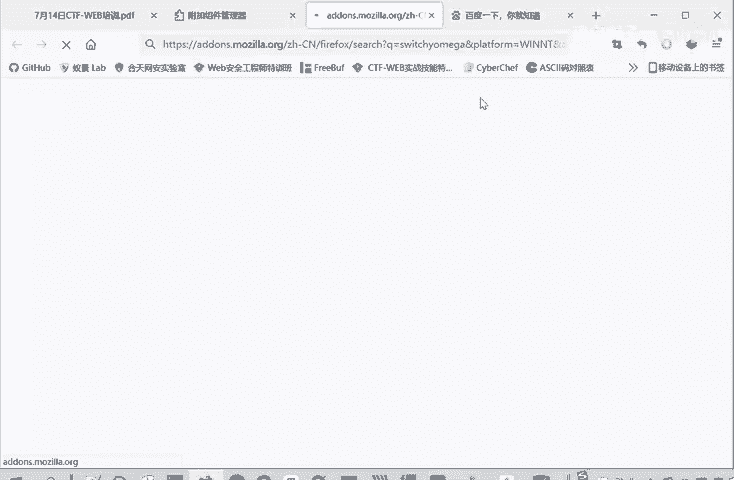 7月14日CTF-WEB培训.pdf
附加组件管理器
addons.mozilla.org/zh-C
百度一下，你就知道
https://addons.mozilla.org/zh-CN/firefox/search?q=switchyomega&platform=WINNT&
GitHub
蚁景 Lab
合天网安实验室
Web安全工程师特训班
FreeBuf
CTF-WEB实战技能特...
CyberChef
ASCII码对照表
移动设备上的书签
addons.mozilla.org